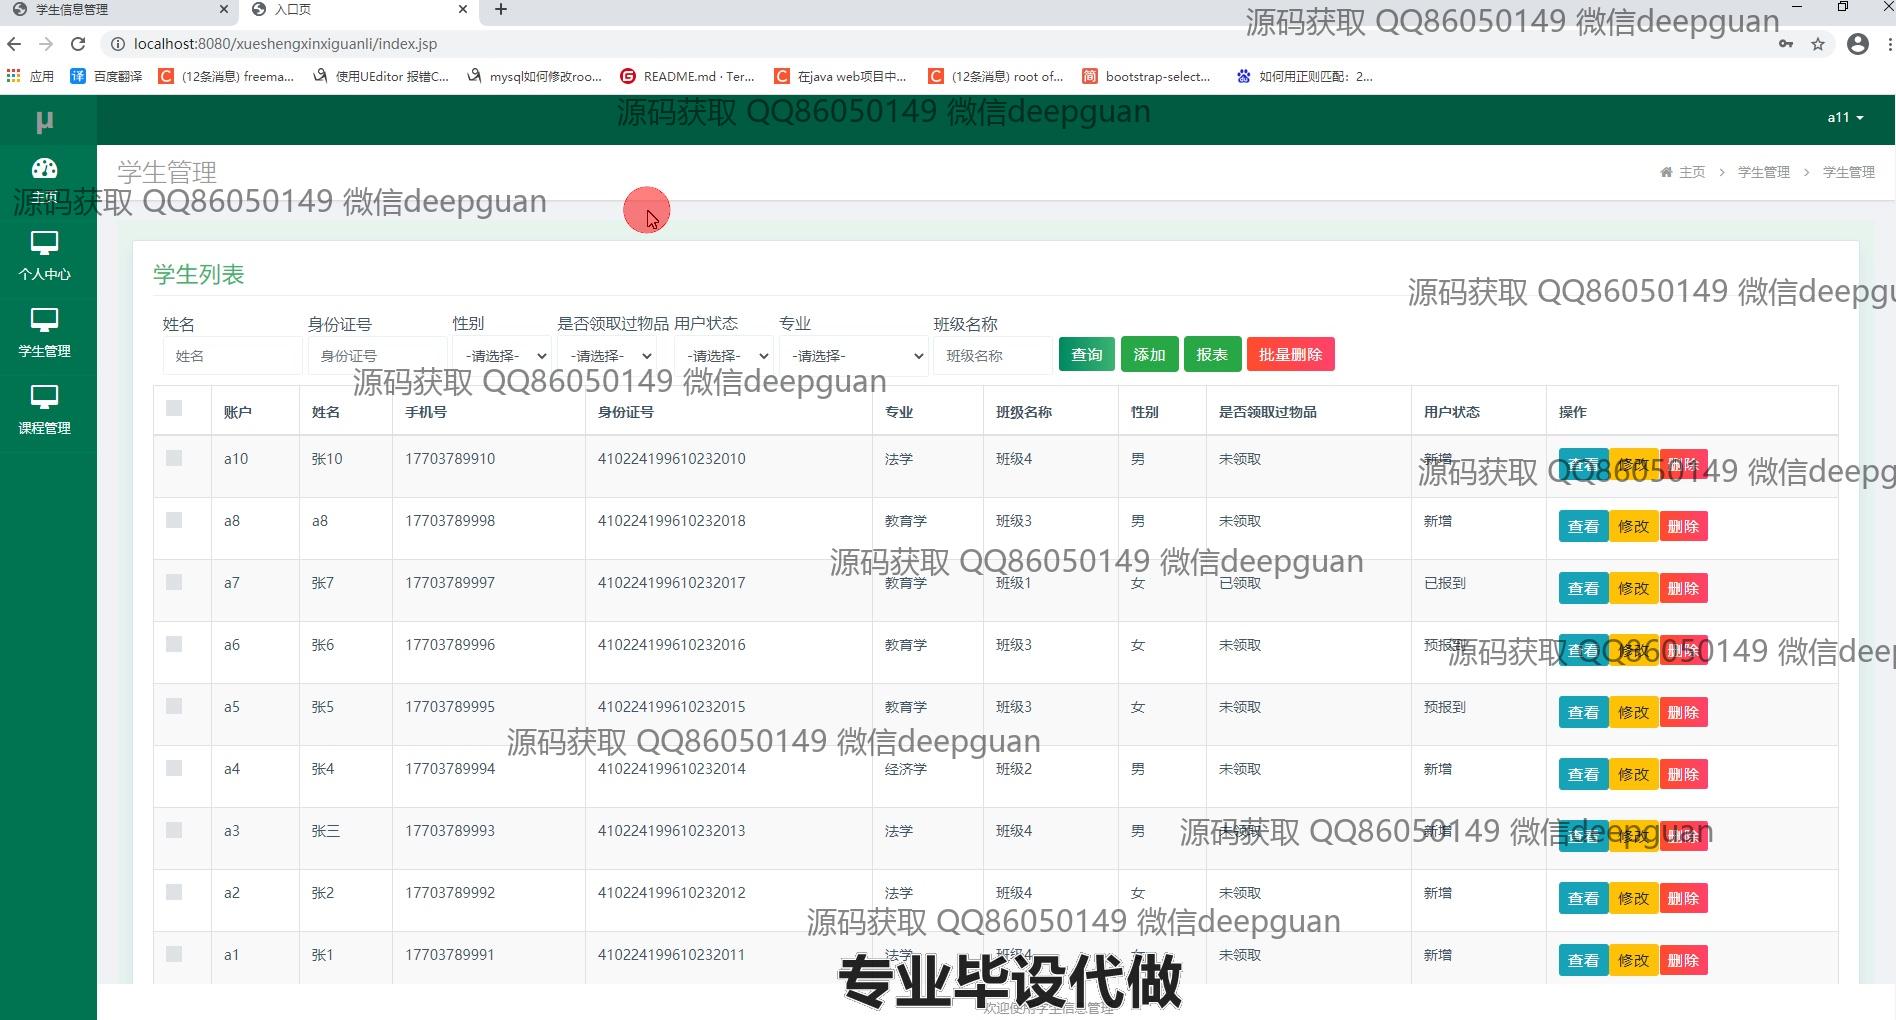 学生信息管理
入口页
localhost:8080/xueshengxinxiguanli/index.jsp
源码获取 QQ86050149 微信deepguan
应用
百度翻译
(12条消息) freema...
使用UEditor 报错C...
mysql如何修改roo...
README.md · Ter...
在java web项目中...
(12条消息) root of...
bootstrap-select...
如何用正则匹配：2...
μ
源码获取 QQ86050149 微信deepguan
a11
主页
个人中心
学生管理
课程管理
学生管理
主页 > 学生管理 > 学生管理
源码获取 QQ86050149 微信deepguan
学生列表
源码获取 QQ86050149 微信deepgu
姓名 身份证号 性别 是否领取过物品 用户状态 专业 班级名称
姓名 身份证号 -请选择- -请选择- -请选择- -请选择- 班级名称 查询 添加 报表 批量删除
源码获取 QQ86050149 微信deepguan
账户 姓名 手机号 身份证号 专业 班级名称 性别 是否领取过物品 用户状态 操作
a10 张10 17703789910 410224199610232010 法学 班级4 男 未领取 新增 查看 修改 删除
源码获取 QQ86050149 微信deepg
a8 a8 17703789998 410224199610232018 教育学 班级3 男 未领取 新增 查看 修改 删除
源码获取 QQ86050149 微信deepguan
a7 张7 17703789997 410224199610232017 教育学 班级1 女 已领取 已报到 查看 修改 删除
a6 张6 17703789996 410224199610232016 教育学 班级3 女 未领取 预报到 查看 修改 删除
源码获取 QQ86050149 微信deep
a5 张5 17703789995 410224199610232015 教育学 班级3 女 未领取 预报到 查看 修改 删除
源码获取 QQ86050149 微信deepguan
a4 张4 17703789994 410224199610232014 经济学 班级2 男 未领取 新增 查看 修改 删除
a3 张三 17703789993 410224199610232013 法学 班级4 男 未领取 新增 查看 修改 删除
源码获取 QQ86050149 微信deepguan
a2 张2 17703789992 410224199610232012 法学 班级4 女 未领取 新增 查看 修改 删除
源码获取 QQ86050149 微信deepguan
a1 张1 17703789991 410224199610232011 法学 班级4 女 未领取 新增 查看 修改 删除
专业毕设代做
欢迎使用学生信息管理